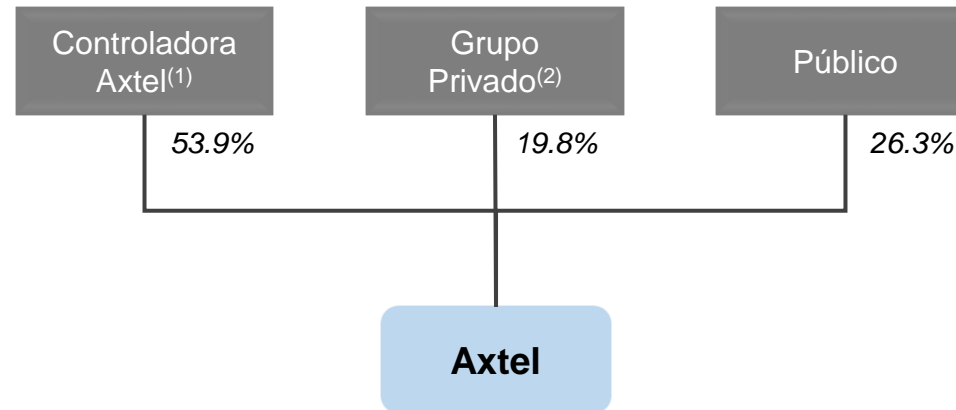 Controladora
Axtel(1)
Grupo
Privado(2)
Público
53.9%
19.8%
26.3%
Axtel